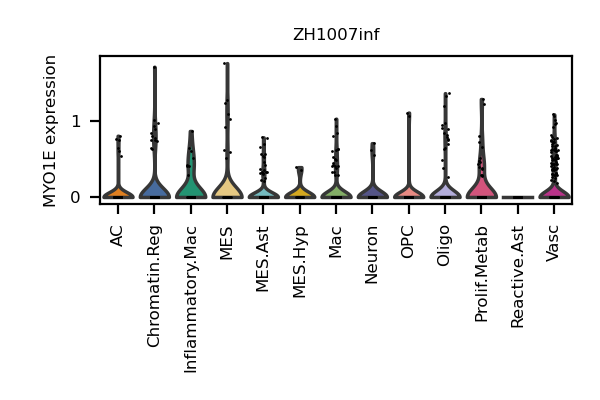 ZH1007inf
MYO1E expression
1
0
AC
Chromatin.Reg
Inflammatory.Mac
MES
MES.Ast
MES.Hyp
Mac
Neuron
OPC
Oligo
Prolif.Metab
Reactive.Ast
Vasc